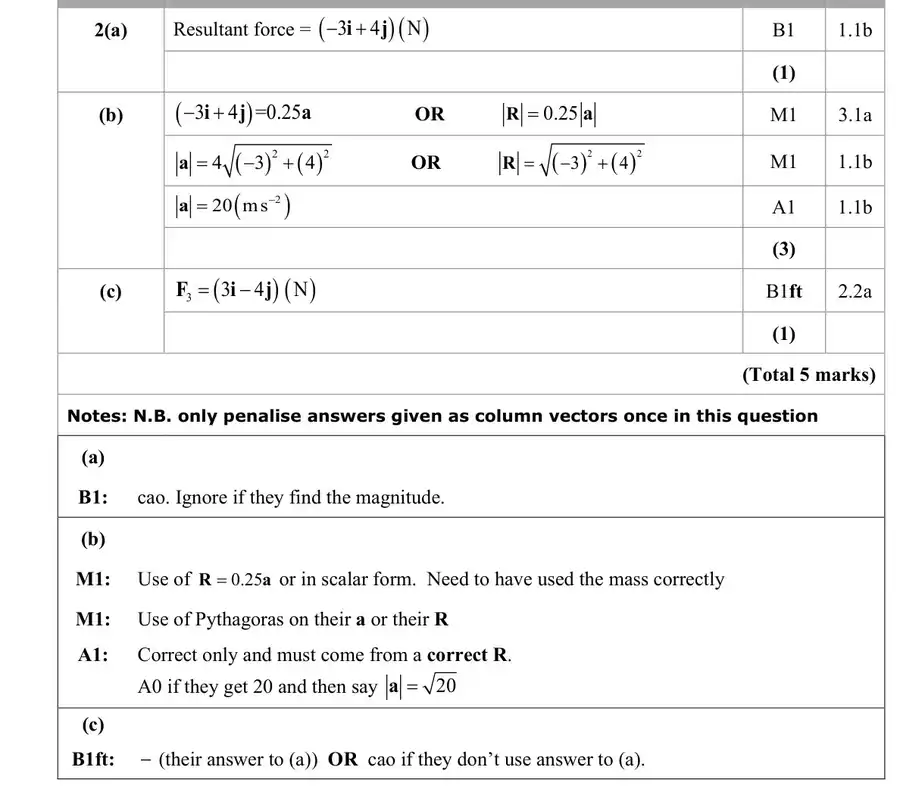 2(a) Resultant force = (−3i + 4j)(N) B1 1.1b
(1)
(b) (−3i + 4j)=0.25a OR |R| = 0.25|a| M1 3.1a
|a| = 4√((−3)² + (4)²) OR |R| = √((−3)² + (4)²) M1 1.1b
|a| = 20(m s⁻²) A1 1.1b
(3)
(c) F₃ = (3i − 4j)(N) B1ft 2.2a
(1)
(Total 5 marks)
Notes: N.B. only penalise answers given as column vectors once in this question
(a)
B1: cao. Ignore if they find the magnitude.
(b)
M1: Use of R = 0.25a or in scalar form. Need to have used the mass correctly
M1: Use of Pythagoras on their a or their R
A1: Correct only and must come from a correct R.
A0 if they get 20 and then say |a| = √20
(c)
B1ft: − (their answer to (a)) OR cao if they don’t use answer to (a).